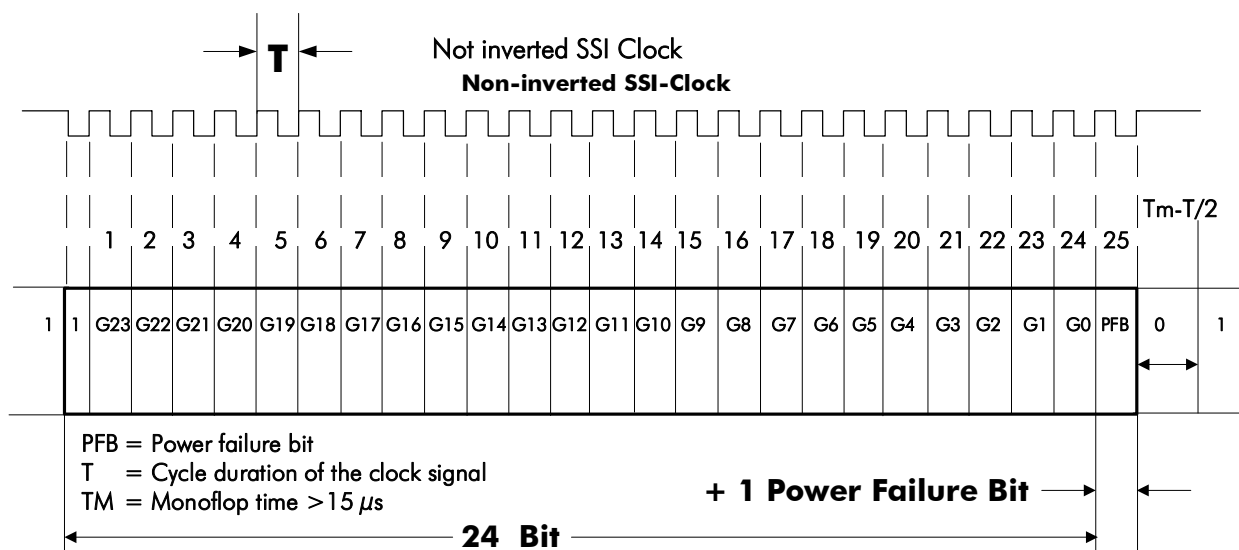 T
Not inverted SSI Clock
Non-inverted SSI-Clock
Tm-T/2
1 2 3 4 5 6 7 8 9 10 11 12 13 14 15 16 17 18 19 20 21 22 23 24 25
1 1 G23 G22 G21 G20 G19 G18 G17 G16 G15 G14 G13 G12 G11 G10 G9 G8 G7 G6 G5 G4 G3 G2 G1 G0 PFB 0 1
PFB = Power failure bit
T = Cycle duration of the clock signal
TM = Monoflop time >15 µs
+ 1 Power Failure Bit
24 Bit